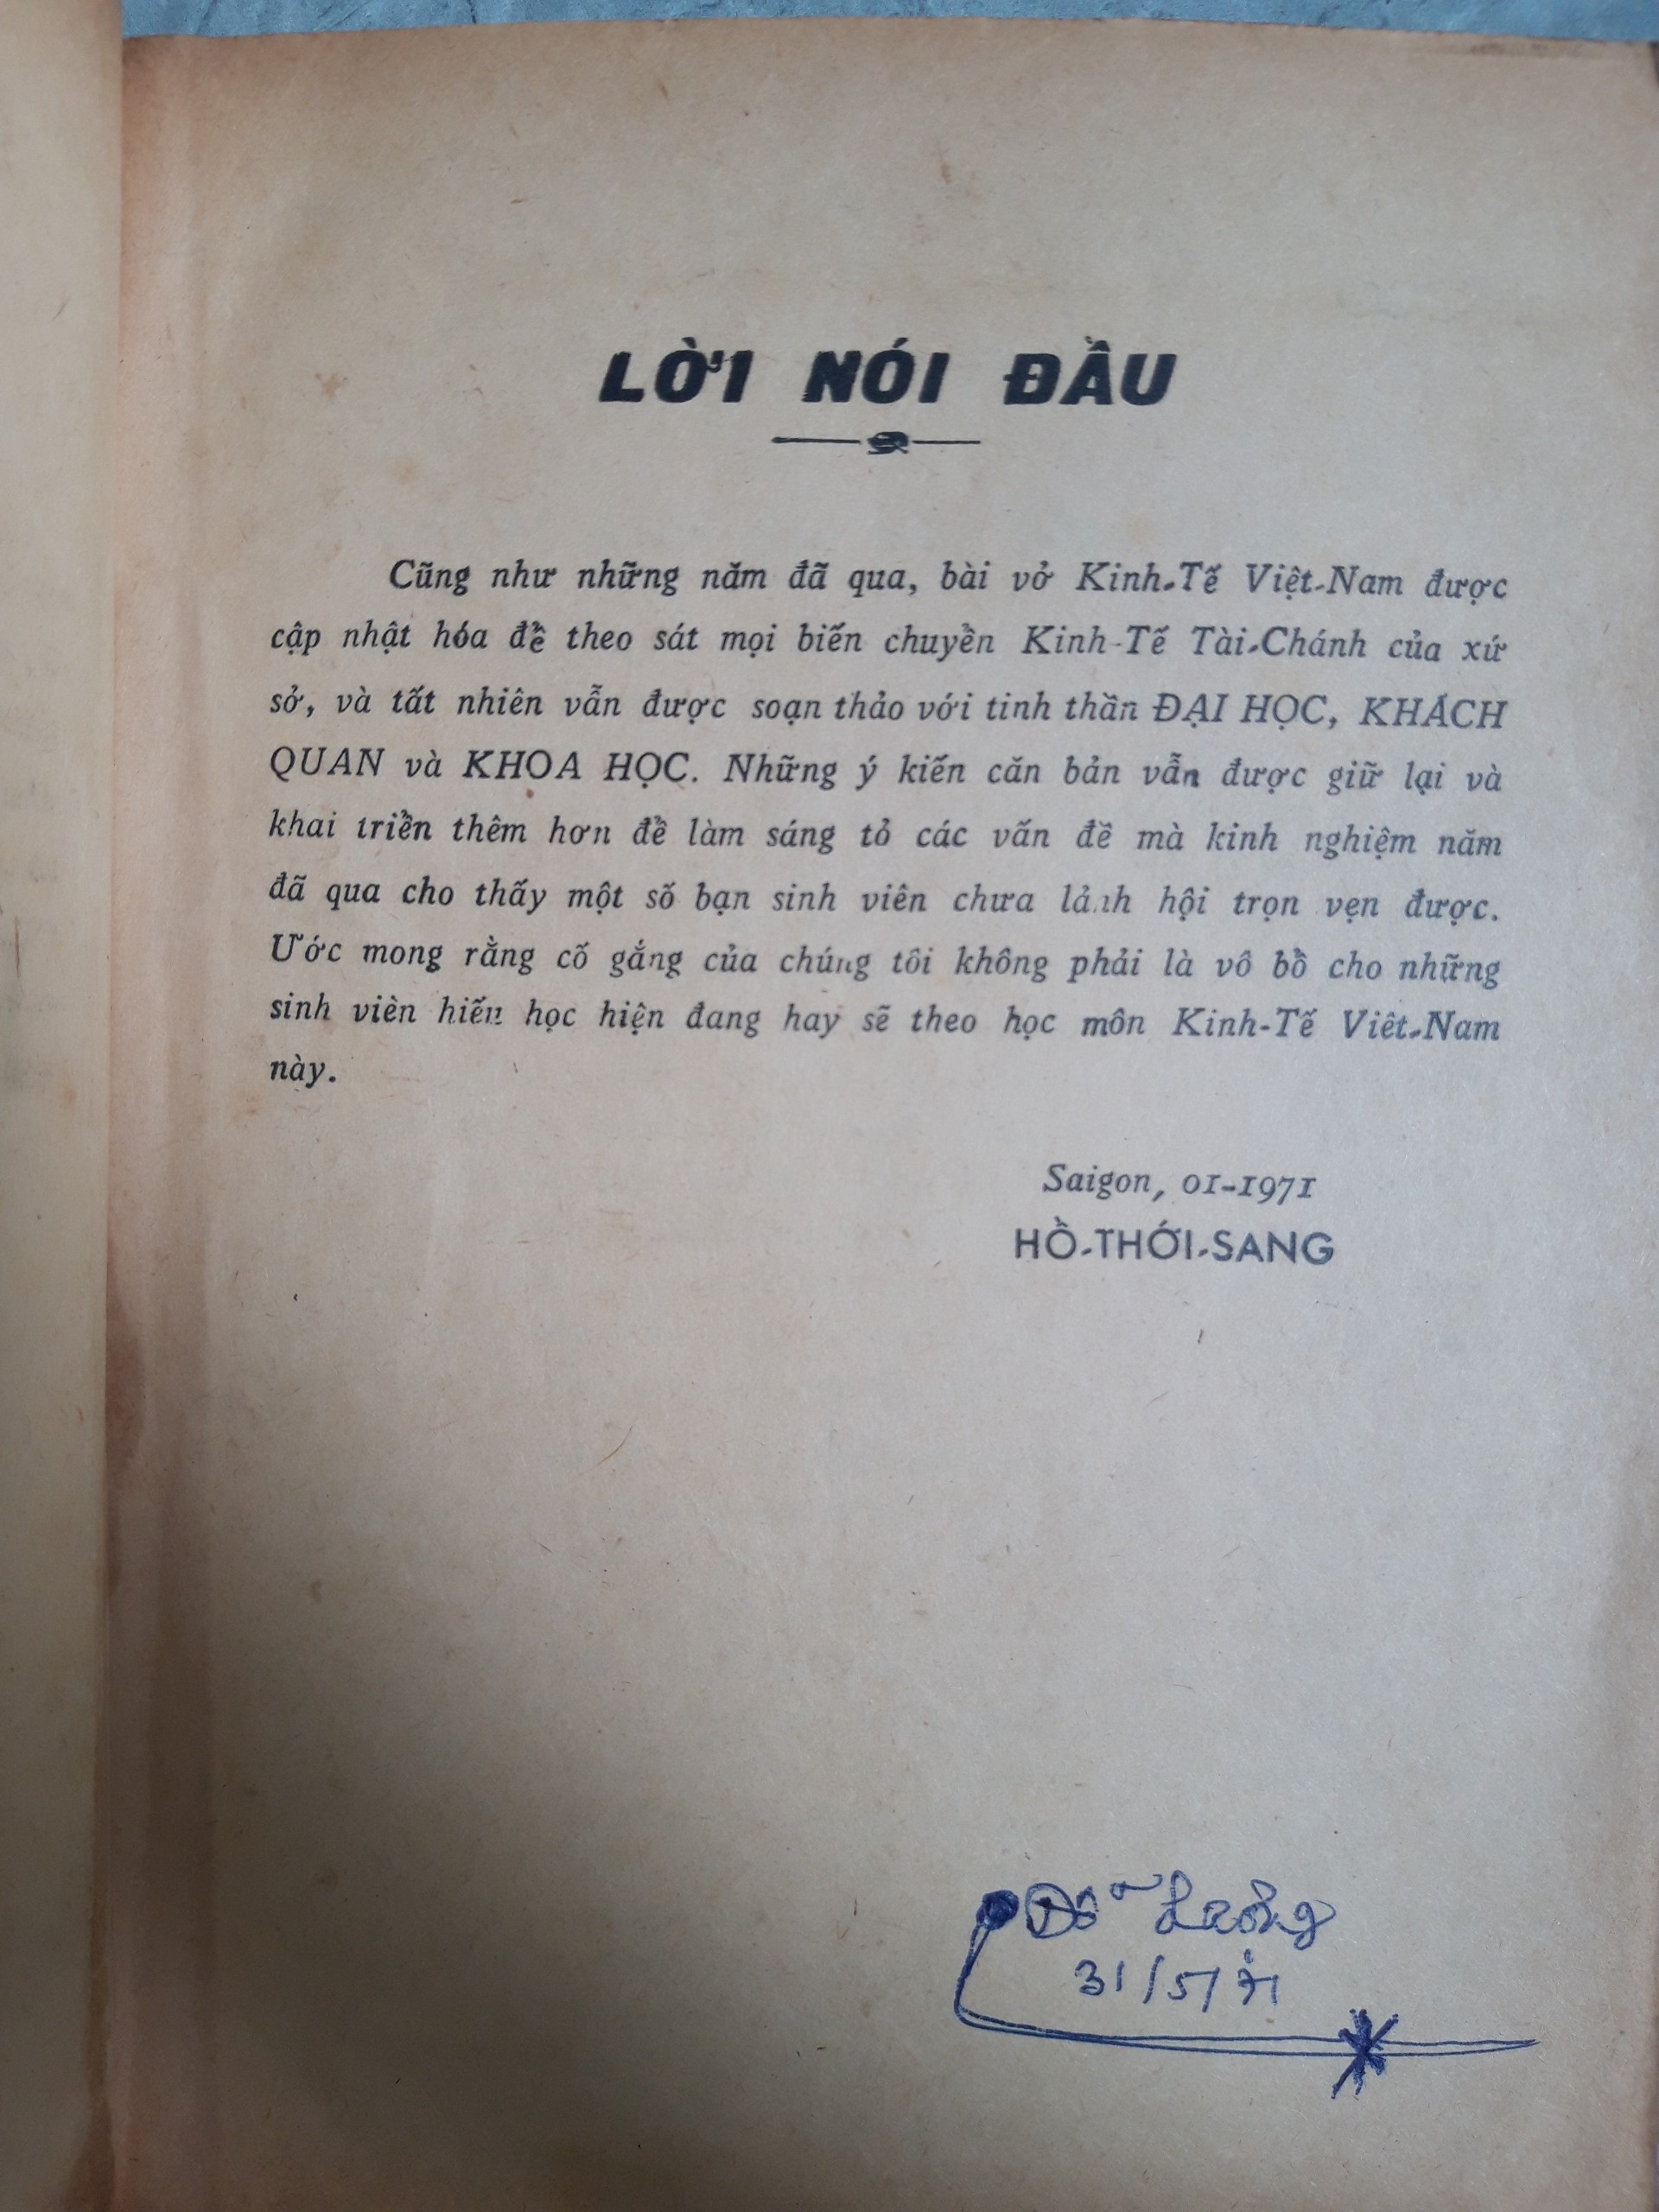 LỜI NÓI ĐẦU
Cũng như những năm đã qua, bài vở Kinh-Tế Việt-Nam được
cập nhật hóa để theo sát mọi biến chuyển Kinh-Tế Tài-Chánh của xứ
sở, và tất nhiên vẫn được soạn thảo với tinh thần ĐẠI HỌC, KHÁCH
QUAN và KHOA HỌC. Những ý kiến căn bản vẫn được giữ lại và
khai triển thêm hơn để làm sáng tỏ các vấn đề mà kinh nghiệm năm
đã qua cho thấy một số bạn sinh viên chưa lảnh hội trọn vẹn được.
Ước mong rằng cố gắng của chúng tôi không phải là vô bổ cho những
sinh viên hiếu học hiện đang hay sẽ theo học môn Kinh-Tế Viêt-Nam
này.
Saigon, 01-1971
HỒ-THỚI-SANG
31/5/71